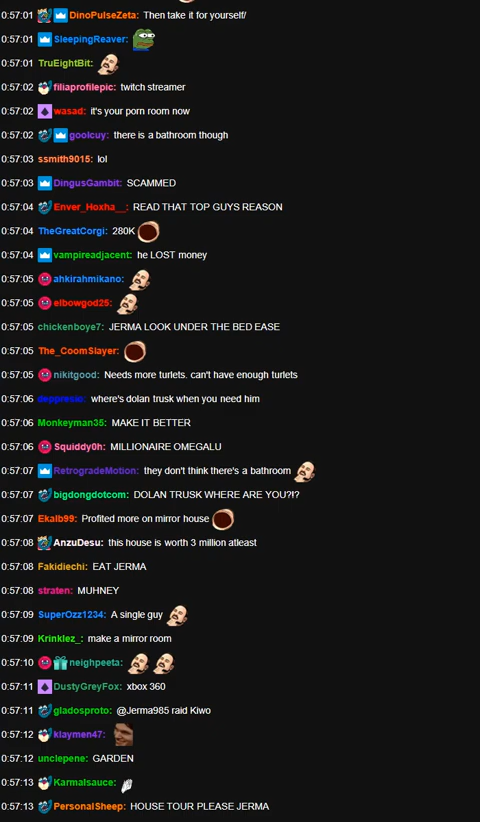 0:57:01 DinoPulseZeta: Then take it for yourself/
0:57:01 SleepingReaver:
0:57:01 TruEightBit:
0:57:02 filiaprofilepic: twitch streamer
0:57:02 wasad: it's your porn room now
0:57:02 goolcuy: there is a bathroom though
0:57:03 ssmith9015: lol
0:57:03 DingusGambit: SCAMMED
0:57:04 Enver_Hoxha__: READ THAT TOP GUYS REASON
0:57:04 TheGreatCorgi: 280K
0:57:04 vampireadjacent: he LOST money
0:57:05 ahkirahmikano:
0:57:05 elbowgod25:
0:57:05 chickenboye7: JERMA LOOK UNDER THE BED EASE
0:57:05 The_CoomSlayer:
0:57:05 nikitgood: Needs more turlets. can't have enough turlets
0:57:06 deppresio: where's dolan trusk when you need him
0:57:06 Monkeyman35: MAKE IT BETTER
0:57:06 Squiddy0h: MILLIONAIRE OMEGALU
0:57:07 RetrogradeMotion: they don't think there's a bathroom
0:57:07 bigdongdotcom: DOLAN TRUSK WHERE ARE YOU?!?
0:57:07 Ekalb99: Profited more on mirror house
0:57:08 AnzuDesu: this house is worth 3 million atleast
0:57:08 Fakidiechi: EAT JERMA
0:57:08 straten: MUHNEY
0:57:09 SuperOzz1234: A single guy
0:57:09 Krinklez_: make a mirror room
0:57:10 neighpeeta:
0:57:11 DustyGreyFox: xbox 360
0:57:11 gladosproto: @Jerma985 raid Kiwo
0:57:12 klaymen47:
0:57:12 unclepene: GARDEN
0:57:13 Karmalsauce:
0:57:13 PersonalSheep: HOUSE TOUR PLEASE JERMA